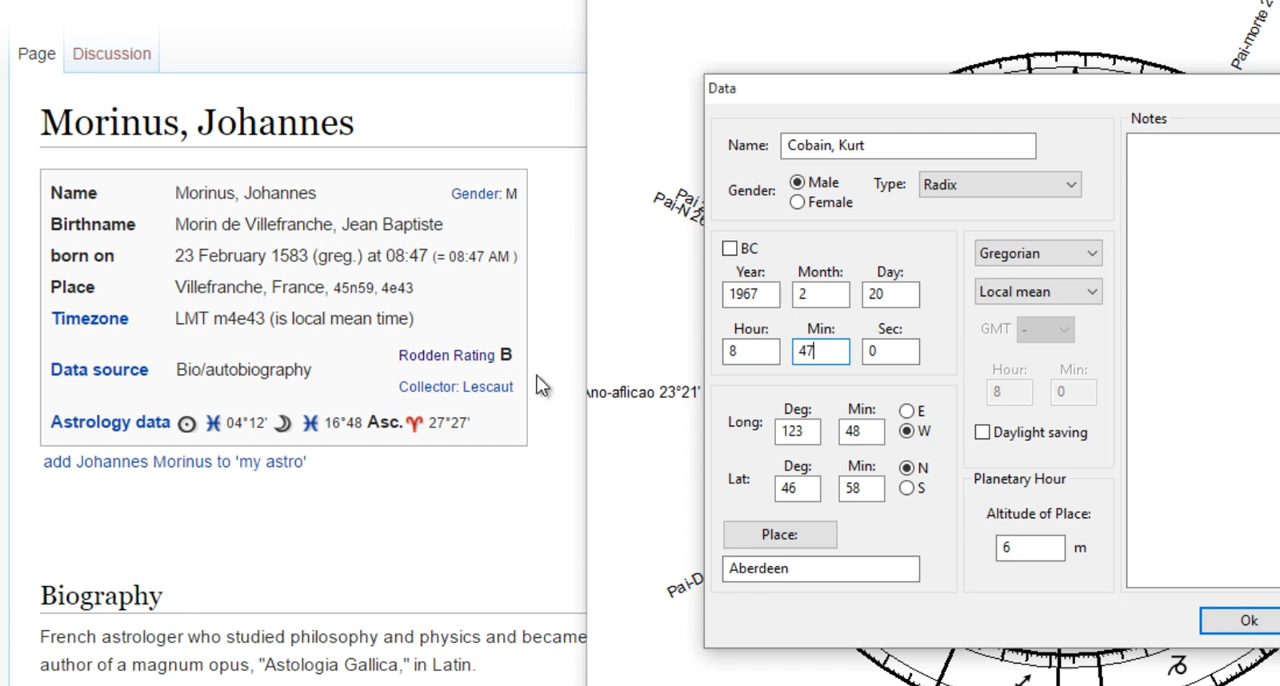 Page Discussion
Morinus, Johannes
Name Morinus, Johannes Gender: M
Birthname Morin de Villefranche, Jean Baptiste
born on 23 February 1583 (greg.) at 08:47 (= 08:47 AM )
Place Villefranche, France, 45n59, 4e43
Timezone LMT m4e43 (is local mean time)
Data source Bio/autobiography Rodden Rating B
Collector: Lescaut
Astrology data ☉ ♓ 04°12' ☽ ♓ 16°48 Asc. ♈ 27°27'
add Johannes Morinus to 'my astro'
Biography
French astrologer who studied philosophy and physics and became
author of a magnum opus, "Astologia Gallica," in Latin.
Pai-morte 2
Pai-N 26
Ano-aflicao 23°21'
Pai-D
Data
Name: Cobain, Kurt
Gender: Male
Female
Type: Radix
BC
Year: Month: Day:
1967 2 20
Hour: Min: Sec:
8 47 0
Gregorian
Local mean
GMT -
Hour: Min:
8 0
Daylight saving
Long: Deg: Min:
123 48 E
W
Lat: Deg: Min:
46 58 N
S
Place:
Aberdeen
Planetary Hour
Altitude of Place:
6 m
Notes
Ok